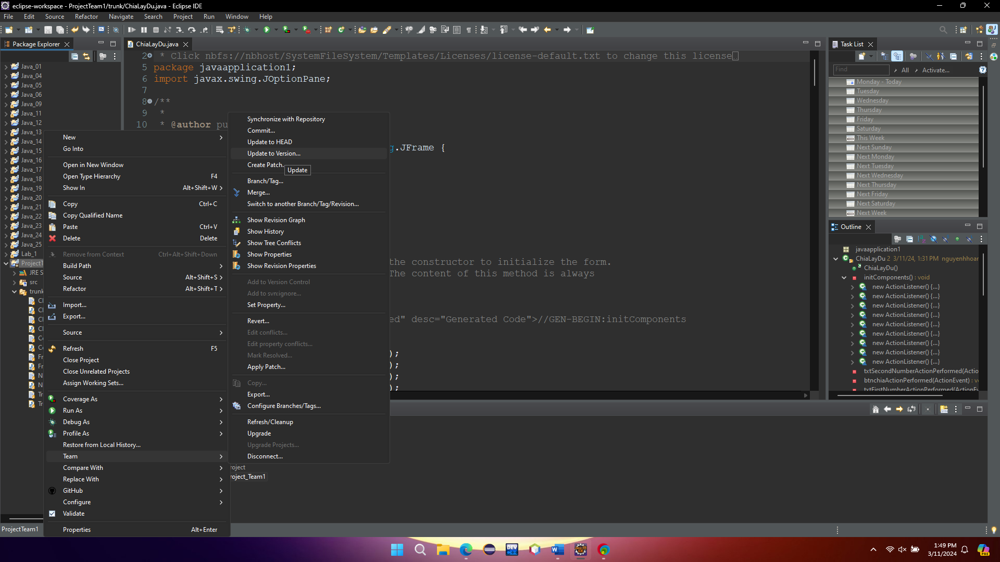 eclipse-workspace - ProjectTeam1/trunk/ChiaLayDu.java - Eclipse IDE
File Edit Source Refactor Navigate Search Project Run Window Help
Package Explorer
Java_01
Java_04
Java_05
Java_06
Java_09
Java_11
Java_12
Java_13
Java_14
Java_15
Java_16
Java_17
Java_18
Java_19
Java_20
Java_21
Java_22
Java_23
Java_24
Java_25
Lab_1
ProjectT
JRE S
src
trunk
New
Go Into
Open in New Window
Open Type Hierarchy F4
Show In Alt+Shift+W
Copy Ctrl+C
Copy Qualified Name
Paste Ctrl+V
Delete Delete
Remove from Context Ctrl+Alt+Shift+Down
Build Path
Source Alt+Shift+S
Refactor Alt+Shift+T
Import...
Export...
Source
Refresh F5
Close Project
Close Unrelated Projects
Assign Working Sets...
Coverage As
Run As
Debug As
Profile As
Restore from Local History...
Team
Compare With
Replace With
GitHub
Configure
Validate
Properties Alt+Enter
Synchronize with Repository
Commit...
Update to HEAD
Update to Version...
Create Patch.
Update
Branch/Tag...
Merge...
Switch to another Branch/Tag/Revision...
Show Revision Graph
Show History
Show Tree Conflicts
Show Properties
Show Revision Properties
Add to Version Control
Add to svn:ignore...
Set Property...
Revert...
Edit conflicts...
Edit property conflicts...
Mark Resolved...
Apply Patch...
Copy...
Export...
Configure Branches/Tags...
Refresh/Cleanup
Upgrade
Upgrade Projects...
Disconnect...
ChiaLayDu.java
2 * Click nbfs://nbhost/SystemFileSystem/Templates/Licenses/license-default.txt to change this license
5 package javaapplication1;
6 import javax.swing.JOptionPane;
7
8 /**
9 *
10 * @author pu
g.JFrame {
the constructor to initialize the form.
The content of this method is always
ed" desc="Generated Code">//GEN-BEGIN:initComponents
);
);
);
);
roject
roject_Team1
Task List
Find All Activate...
Monday - Today
Tuesday
Wednesday
Thursday
Friday
Saturday
This Week
Next Sunday
Next Monday
Next Tuesday
Next Wednesday
Next Thursday
Next Friday
Next Saturday
Next Week
Outline
javaapplication1
ChiaLayDu 2 3/11/24, 1:31 PM nguyenhhoar
ChiaLayDu()
initComponents() : void
new ActionListener() {...}
new ActionListener() {...}
new ActionListener() {...}
new ActionListener() {...}
new ActionListener() {...}
new ActionListener() {...}
new ActionListener() {...}
new ActionListener() {...}
new ActionListener() {...}
txtSecondNumberActionPerformed(Actio
btnchiaActionPerformed(ActionEvent) : v
txtFirstNumberActionPerformed(ActionEv
ProjectTeam1
1:49 PM
3/11/2024